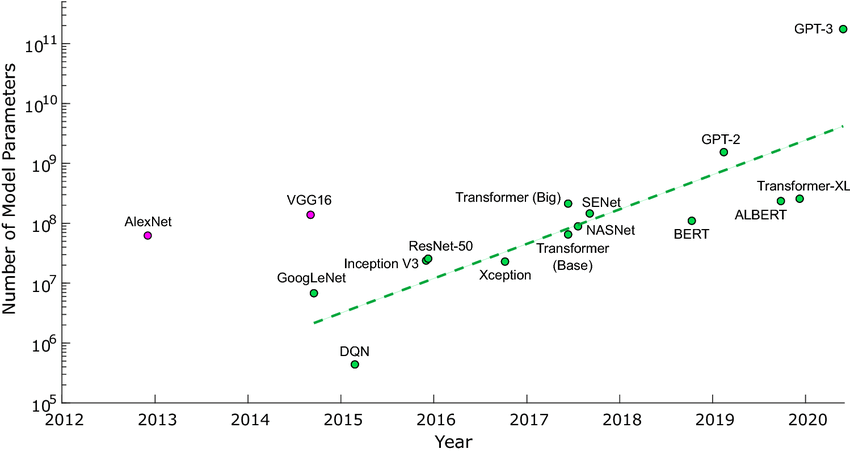 Number of Model Parameters
10^11
10^10
10^9
10^8
10^7
10^6
10^5
GPT-3
GPT-2
Transformer-XL
Transformer (Big)
SENet
VGG16
ALBERT
AlexNet
NASNet
BERT
ResNet-50
Transformer
(Base)
Inception V3
Xception
GoogLeNet
DQN
2012 2013 2014 2015 2016 2017 2018 2019 2020
Year